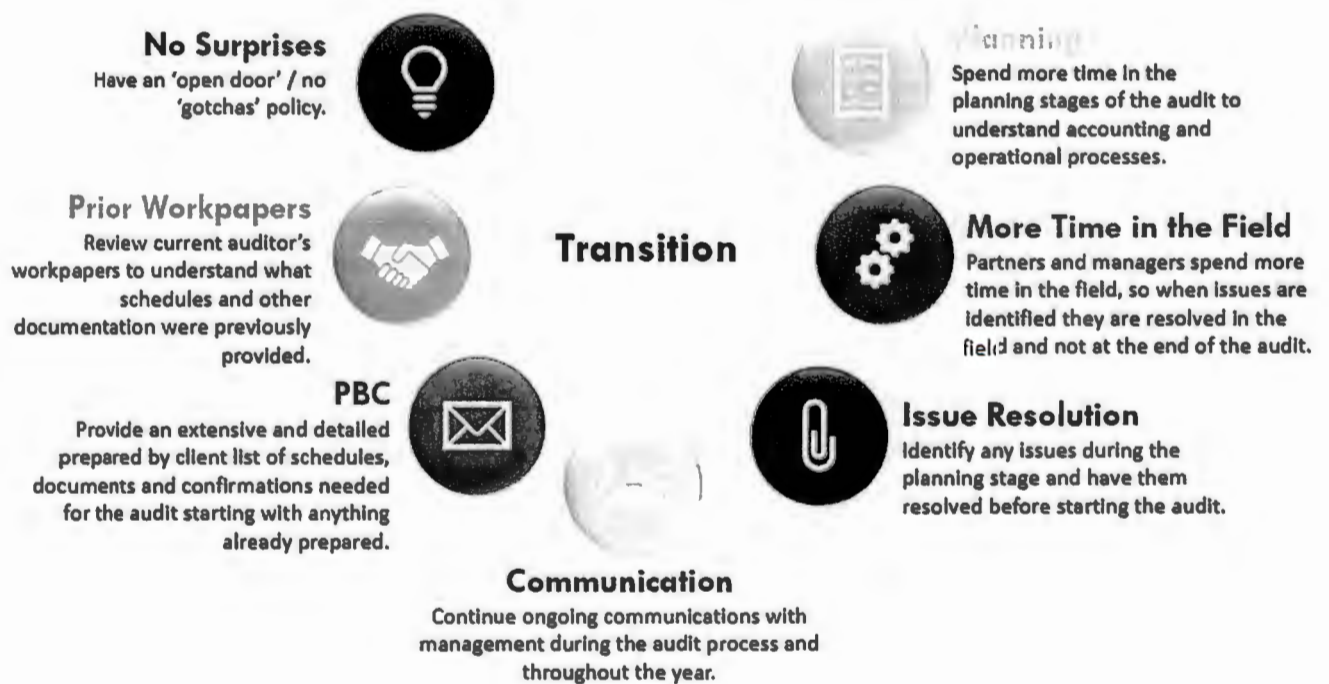 No Surprises
Have an 'open door' / no
'gotchas' policy.
Planning
Spend more time in the
planning stages of the audit to
understand accounting and
operational processes.
Prior Workpapers
Review current auditor's
workpapers to understand what
schedules and other
documentation were previously
provided.
Transition
More Time in the Field
Partners and managers spend more
time in the field, so when issues are
identified they are resolved in the
field and not at the end of the audit.
PBC
Provide an extensive and detailed
prepared by client list of schedules,
documents and confirmations needed
for the audit starting with anything
already prepared.
Issue Resolution
Identify any issues during the
planning stage and have them
resolved before starting the audit.
Communication
Continue ongoing communications with
management during the audit process and
throughout the year.